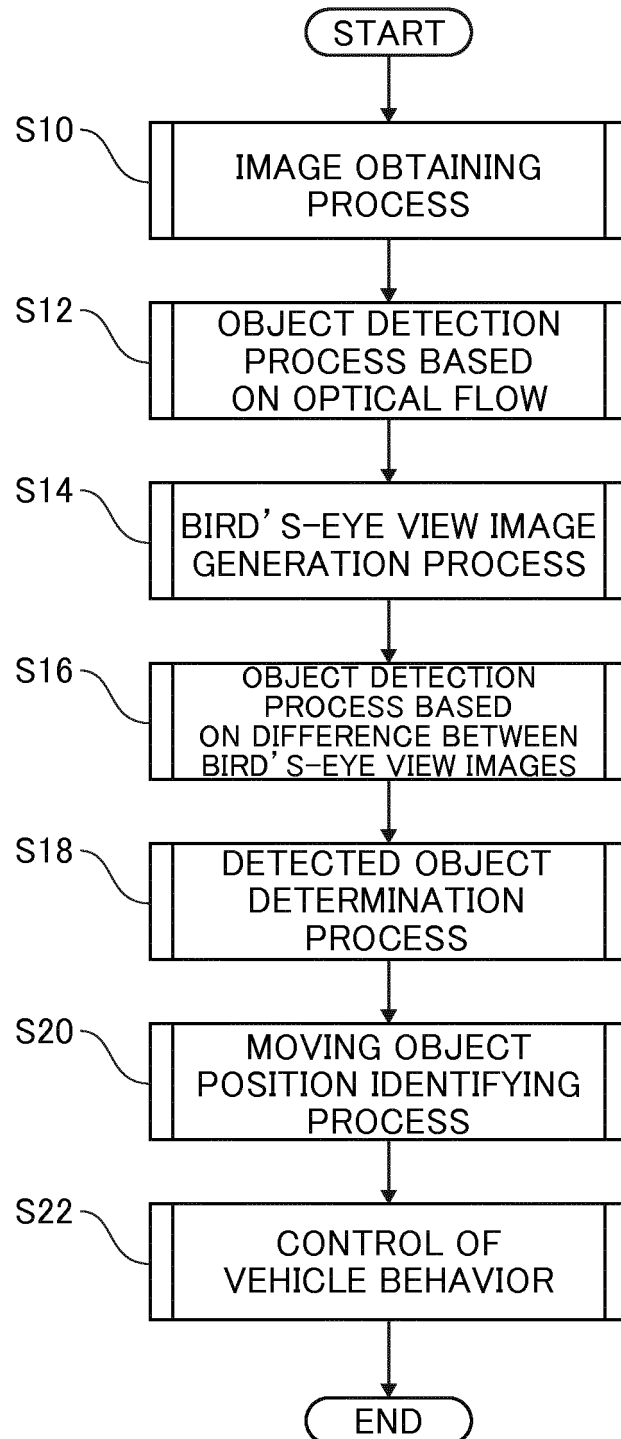 START
S10
IMAGE OBTAINING
PROCESS
S12
OBJECT DETECTION
PROCESS BASED
ON OPTICAL FLOW
S14
BIRD'S-EYE VIEW IMAGE
GENERATION PROCESS
S16
OBJECT DETECTION
PROCESS BASED
ON DIFFERENCE BETWEEN
BIRD'S-EYE VIEW IMAGES
S18
DETECTED OBJECT
DETERMINATION
PROCESS
S20
MOVING OBJECT
POSITION IDENTIFYING
PROCESS
S22
CONTROL OF
VEHICLE BEHAVIOR
END